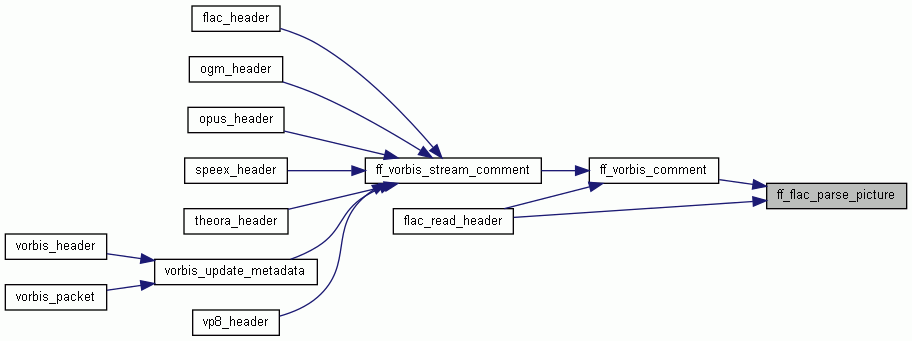 flac_header
ogm_header
opus_header
speex_header
ff_vorbis_stream_comment
ff_vorbis_comment
ff_flac_parse_picture
theora_header
flac_read_header
vorbis_header
vorbis_update_metadata
vorbis_packet
vp8_header